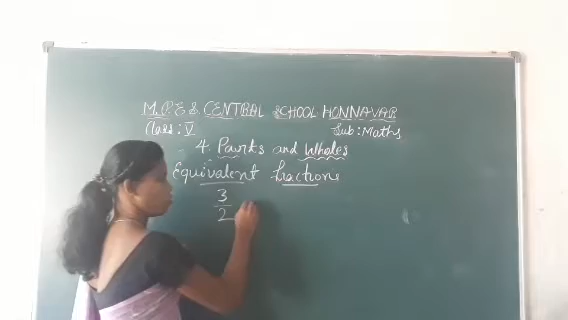 M.P.E.S. CENTRAL SCHOOL HONNAVAR
Class : V Sub : Maths
4. Parts and Wholes
Equivalent fractions
3
2